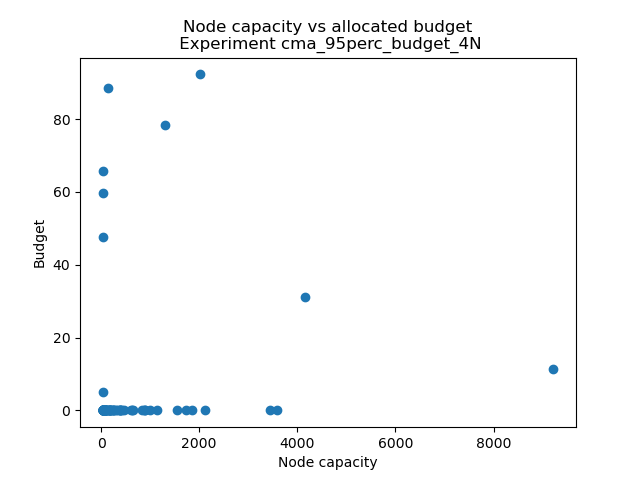 Node capacity vs allocated budget
Experiment cma_95perc_budget_4N
80
60
40
20
0
Budget
0 2000 4000 6000 8000
Node capacity